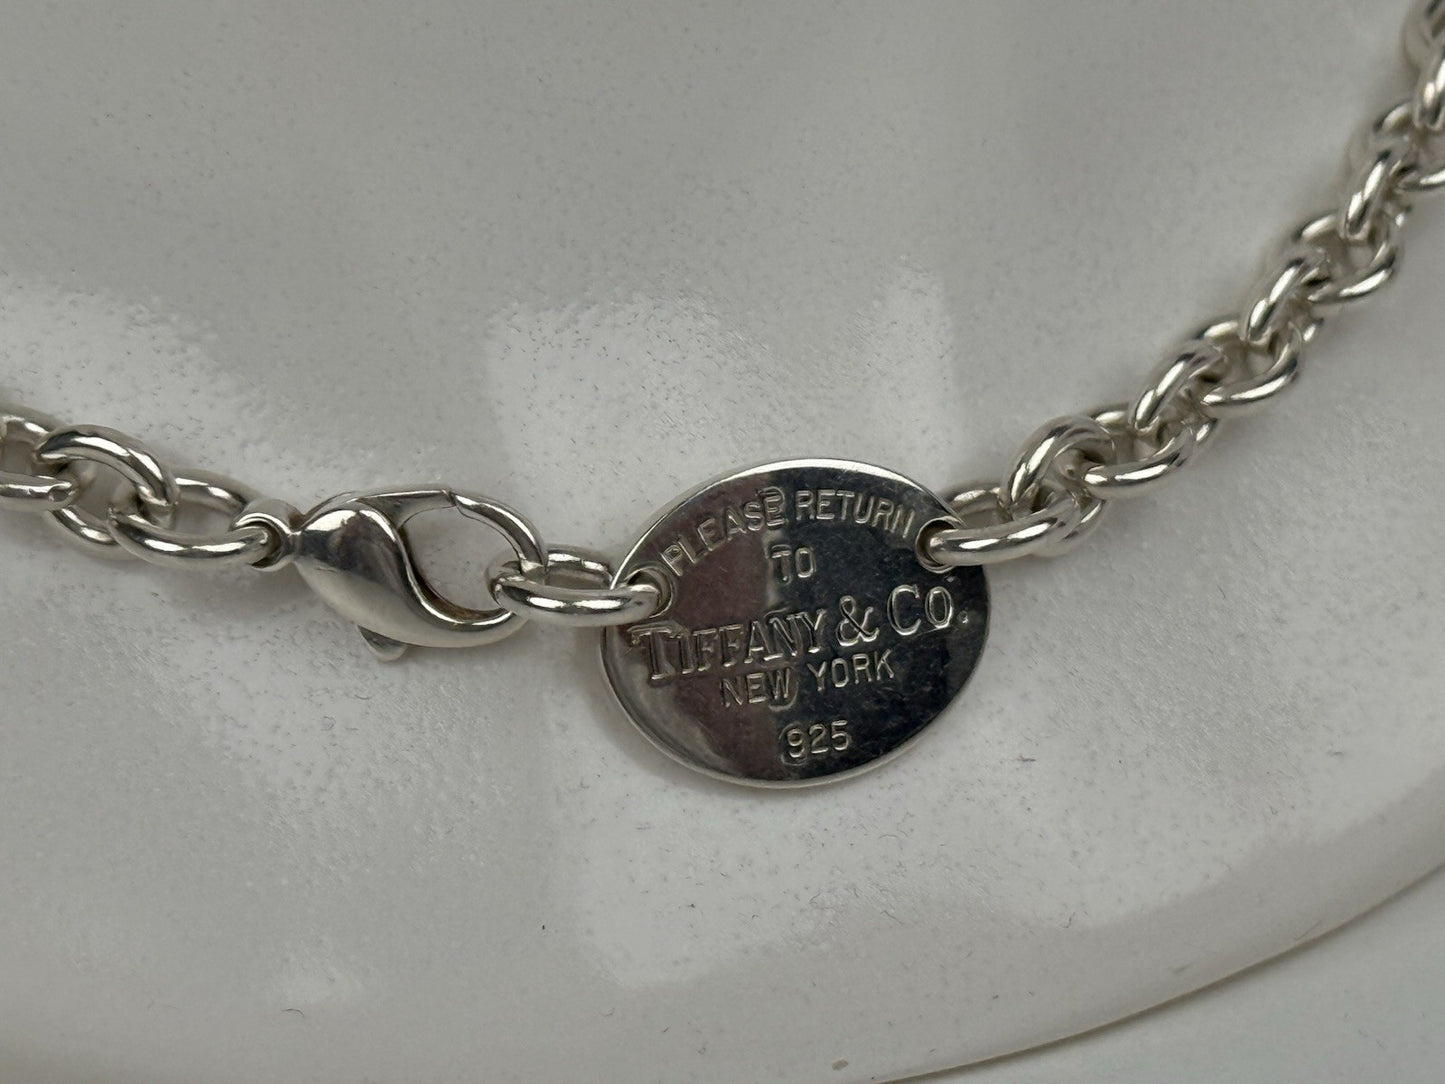 PLEASE RETURN
TO
TIFFANY & CO.
NEW YORK
925